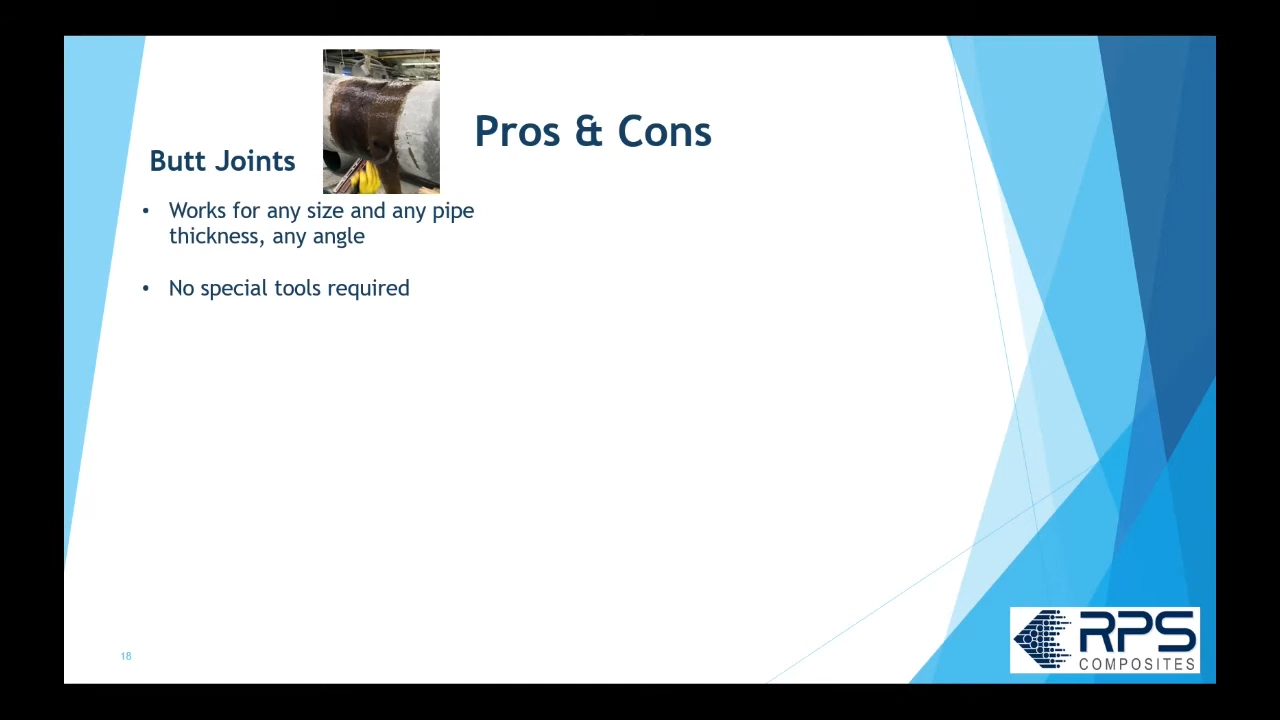 Pros & Cons
Butt Joints
• Works for any size and any pipe
thickness, any angle
• No special tools required
18
RPS
COMPOSITES